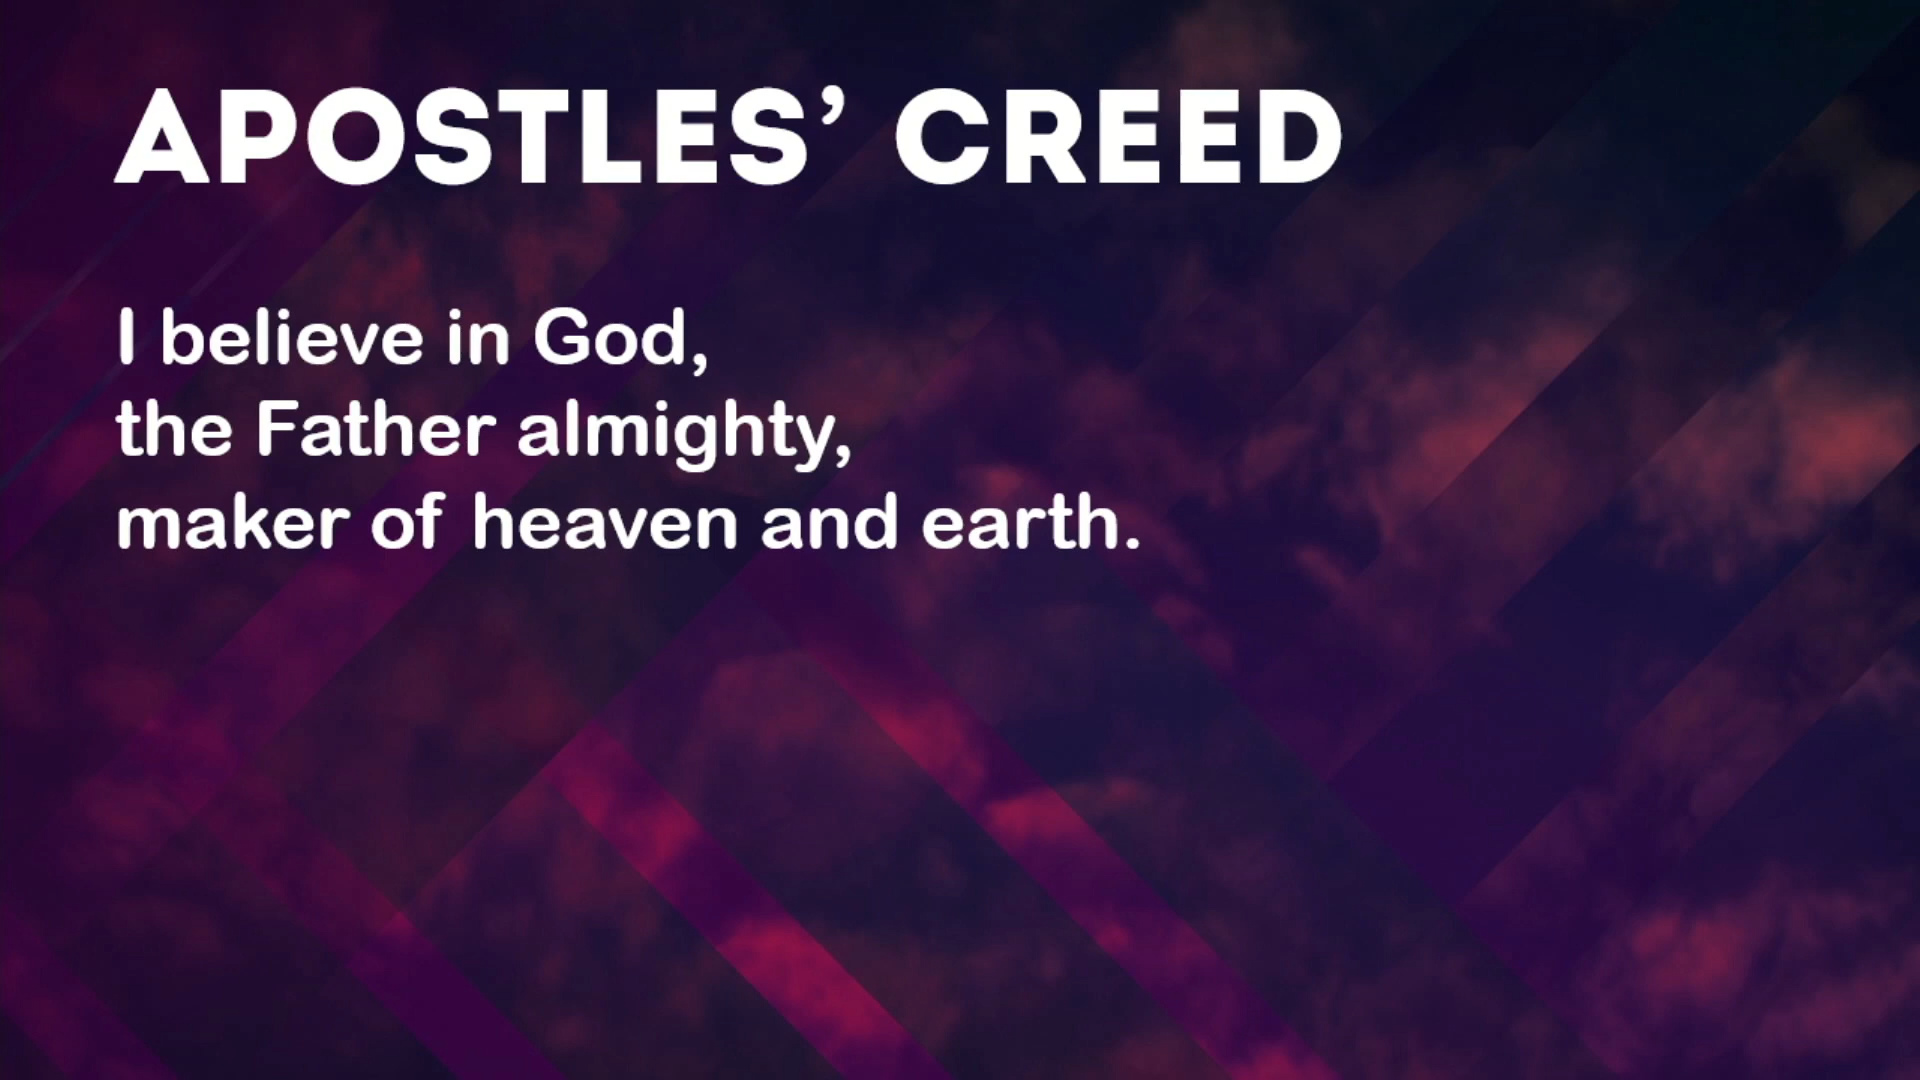 APOSTLES’ CREED
I believe in God,
the Father almighty,
maker of heaven and earth.